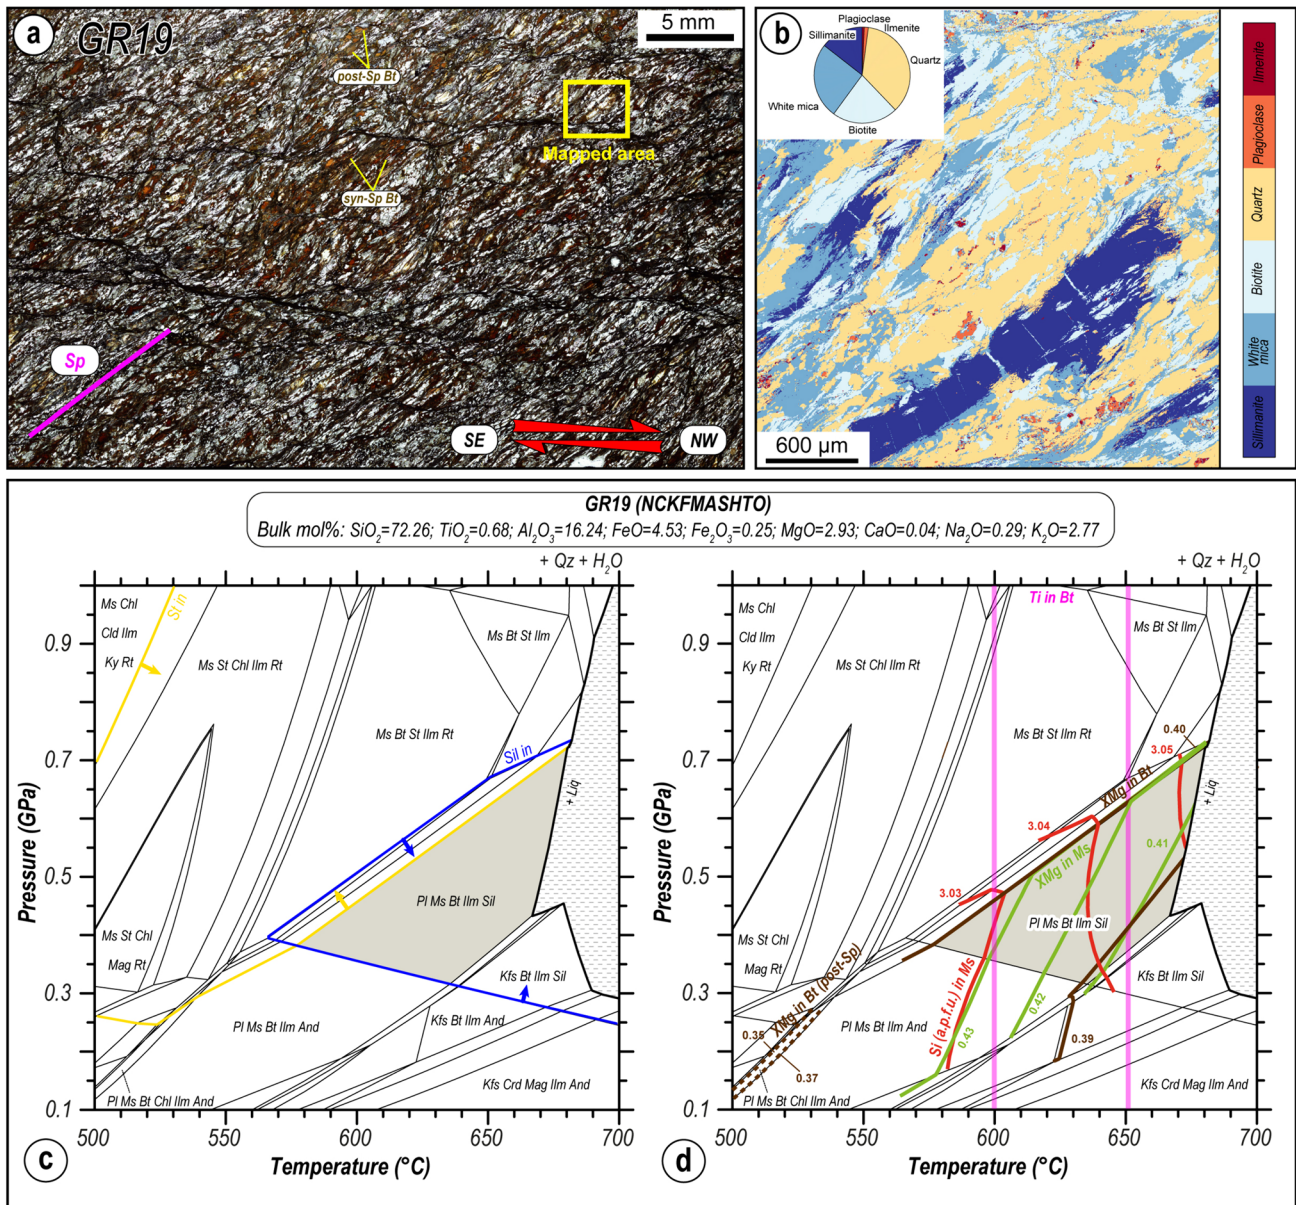 a
GR19
5 mm
post-Sp Bt
Mapped area
syn-Sp Bt
Sp
SE
NW
b
Plagioclase
Ilmenite
Sillimanite
Quartz
White mica
Biotite
600 µm
Ilmenite
Plagioclase
Quartz
Biotite
White
mica
Sillimanite
GR19 (NCKFMASHTO)
Bulk mol%: SiO₂=72.26; TiO₂=0.68; Al₂O₃=16.24; FeO=4.53; Fe₂O₃=0.25; MgO=2.93; CaO=0.04; Na₂O=0.29; K₂O=2.77
+ Qz + H₂O
Ms Chl
Cld Ilm
Ky Rt
St in
Ms St Chl Ilm Rt
Ms Bt St Ilm
Ms Bt St Ilm Rt
Sil in
+ Liq
Pl Ms Bt Ilm Sil
Ms St Chl
Mag Rt
Kfs Bt Ilm Sil
Pl Ms Bt Ilm And
Kfs Bt Ilm And
Kfs Crd Mag Ilm And
Pl Ms Bt Chl Ilm And
0.9
0.7
0.5
0.3
0.1
Pressure (GPa)
500
550
600
650
700
Temperature (°C)
c
+ Qz + H₂O
Ti in Bt
Ms Chl
Cld Ilm
Ky Rt
Ms St Chl Ilm Rt
Ms Bt St Ilm
Ms Bt St Ilm Rt
0.40
3.05
XMg in Bt
+ Liq
3.04
0.41
XMg in Ms
3.03
Pl Ms Bt Ilm Sil
Ms St Chl
Mag Rt
XMg in Bt (post-Sp)
Kfs Bt Ilm Sil
Si (a.p.f.u.) in Ms
0.42
0.43
0.35
0.37
0.39
Pl Ms Bt Ilm And
Kfs Crd Mag Ilm And
Pl Ms Bt Chl Ilm And
0.9
0.7
0.5
0.3
0.1
Pressure (GPa)
500
550
600
650
700
Temperature (°C)
d